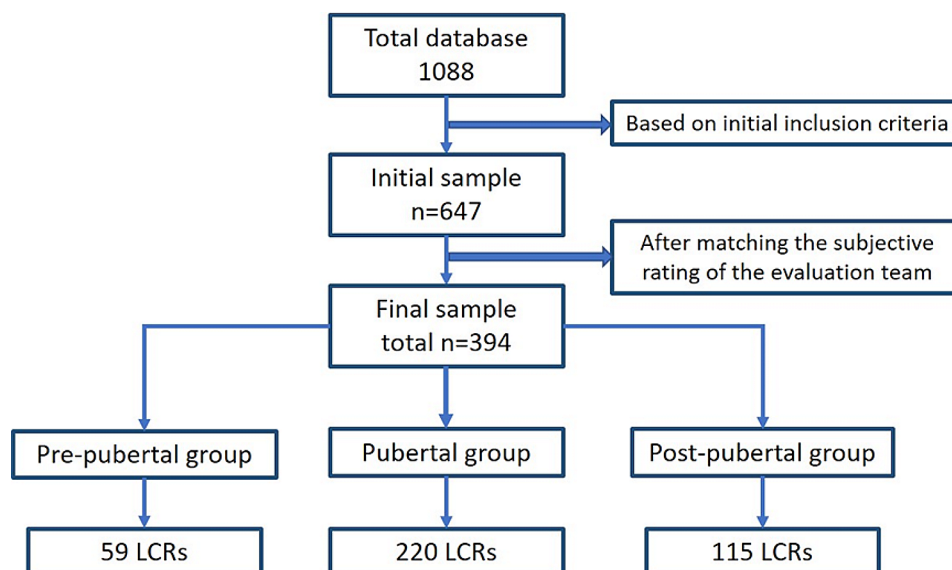 Total database
1088
Based on initial inclusion criteria
Initial sample
n=647
After matching the subjective
rating of the evaluation team
Final sample
total n=394
Pre-pubertal group
Pubertal group
Post-pubertal group
59 LCRs
220 LCRs
115 LCRs